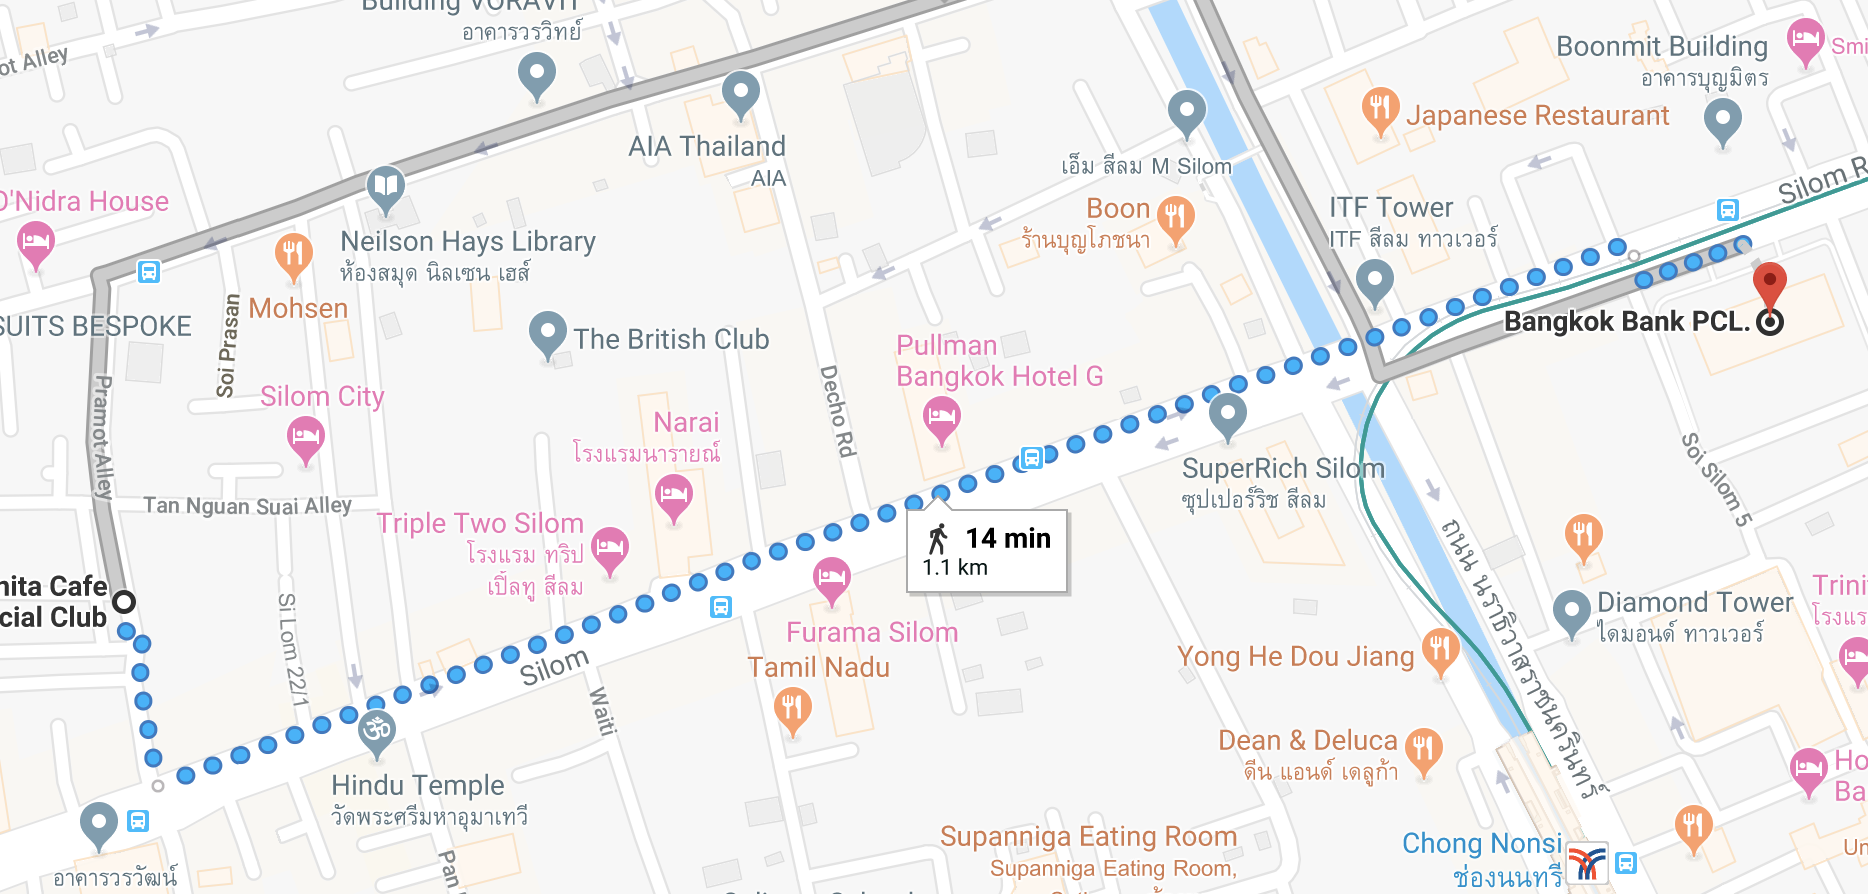 Building VORAVIT
อาคารวรวิทย์
ot Alley
Boonmit Building
อาคารบุญมิตร
Smi
Japanese Restaurant
AIA Thailand
AIA
เอ็ม สีลม M Silom
Silom R
O'Nidra House
Boon
ร้านบุญโภชนา
ITF Tower
ITF สีลม ทาวเวอร์
Neilson Hays Library
ห้องสมุด นิลเซน เฮส์
Mohsen
SUITS BESPOKE
Soi Prasan
The British Club
Bangkok Bank PCL.
Pullman
Bangkok Hotel G
Pramot Alley
Decho Rd
Silom City
Narai
โรงแรมนารายณ์
SuperRich Silom
ซุปเปอร์ริช สีลม
Soi Silom 5
Tan Nguan Suai Alley
Triple Two Silom
โรงแรม ทริป
เปิ้ลทู สีลม
14 min
1.1 km
ถนน นราธิวาสราชนครินทร์
nita Cafe
cial Club
Si Lom 22/1
Furama Silom
Tamil Nadu
Diamond Tower
ไดมอนด์ ทาวเวอร์
Trini
โรงแร
Yong He Dou Jiang
Silom
Waiti
Dean & Deluca
ดีน แอนด์ เดลูก้า
Ho
Ba
Hindu Temple
วัดพระศรีมหาอุมาเทวี
Supanniga Eating Room
Supanniga Eating Room,
Chong Nonsi
ช่องนนทรี
Un
อาคารวรวัฒน์
Pan